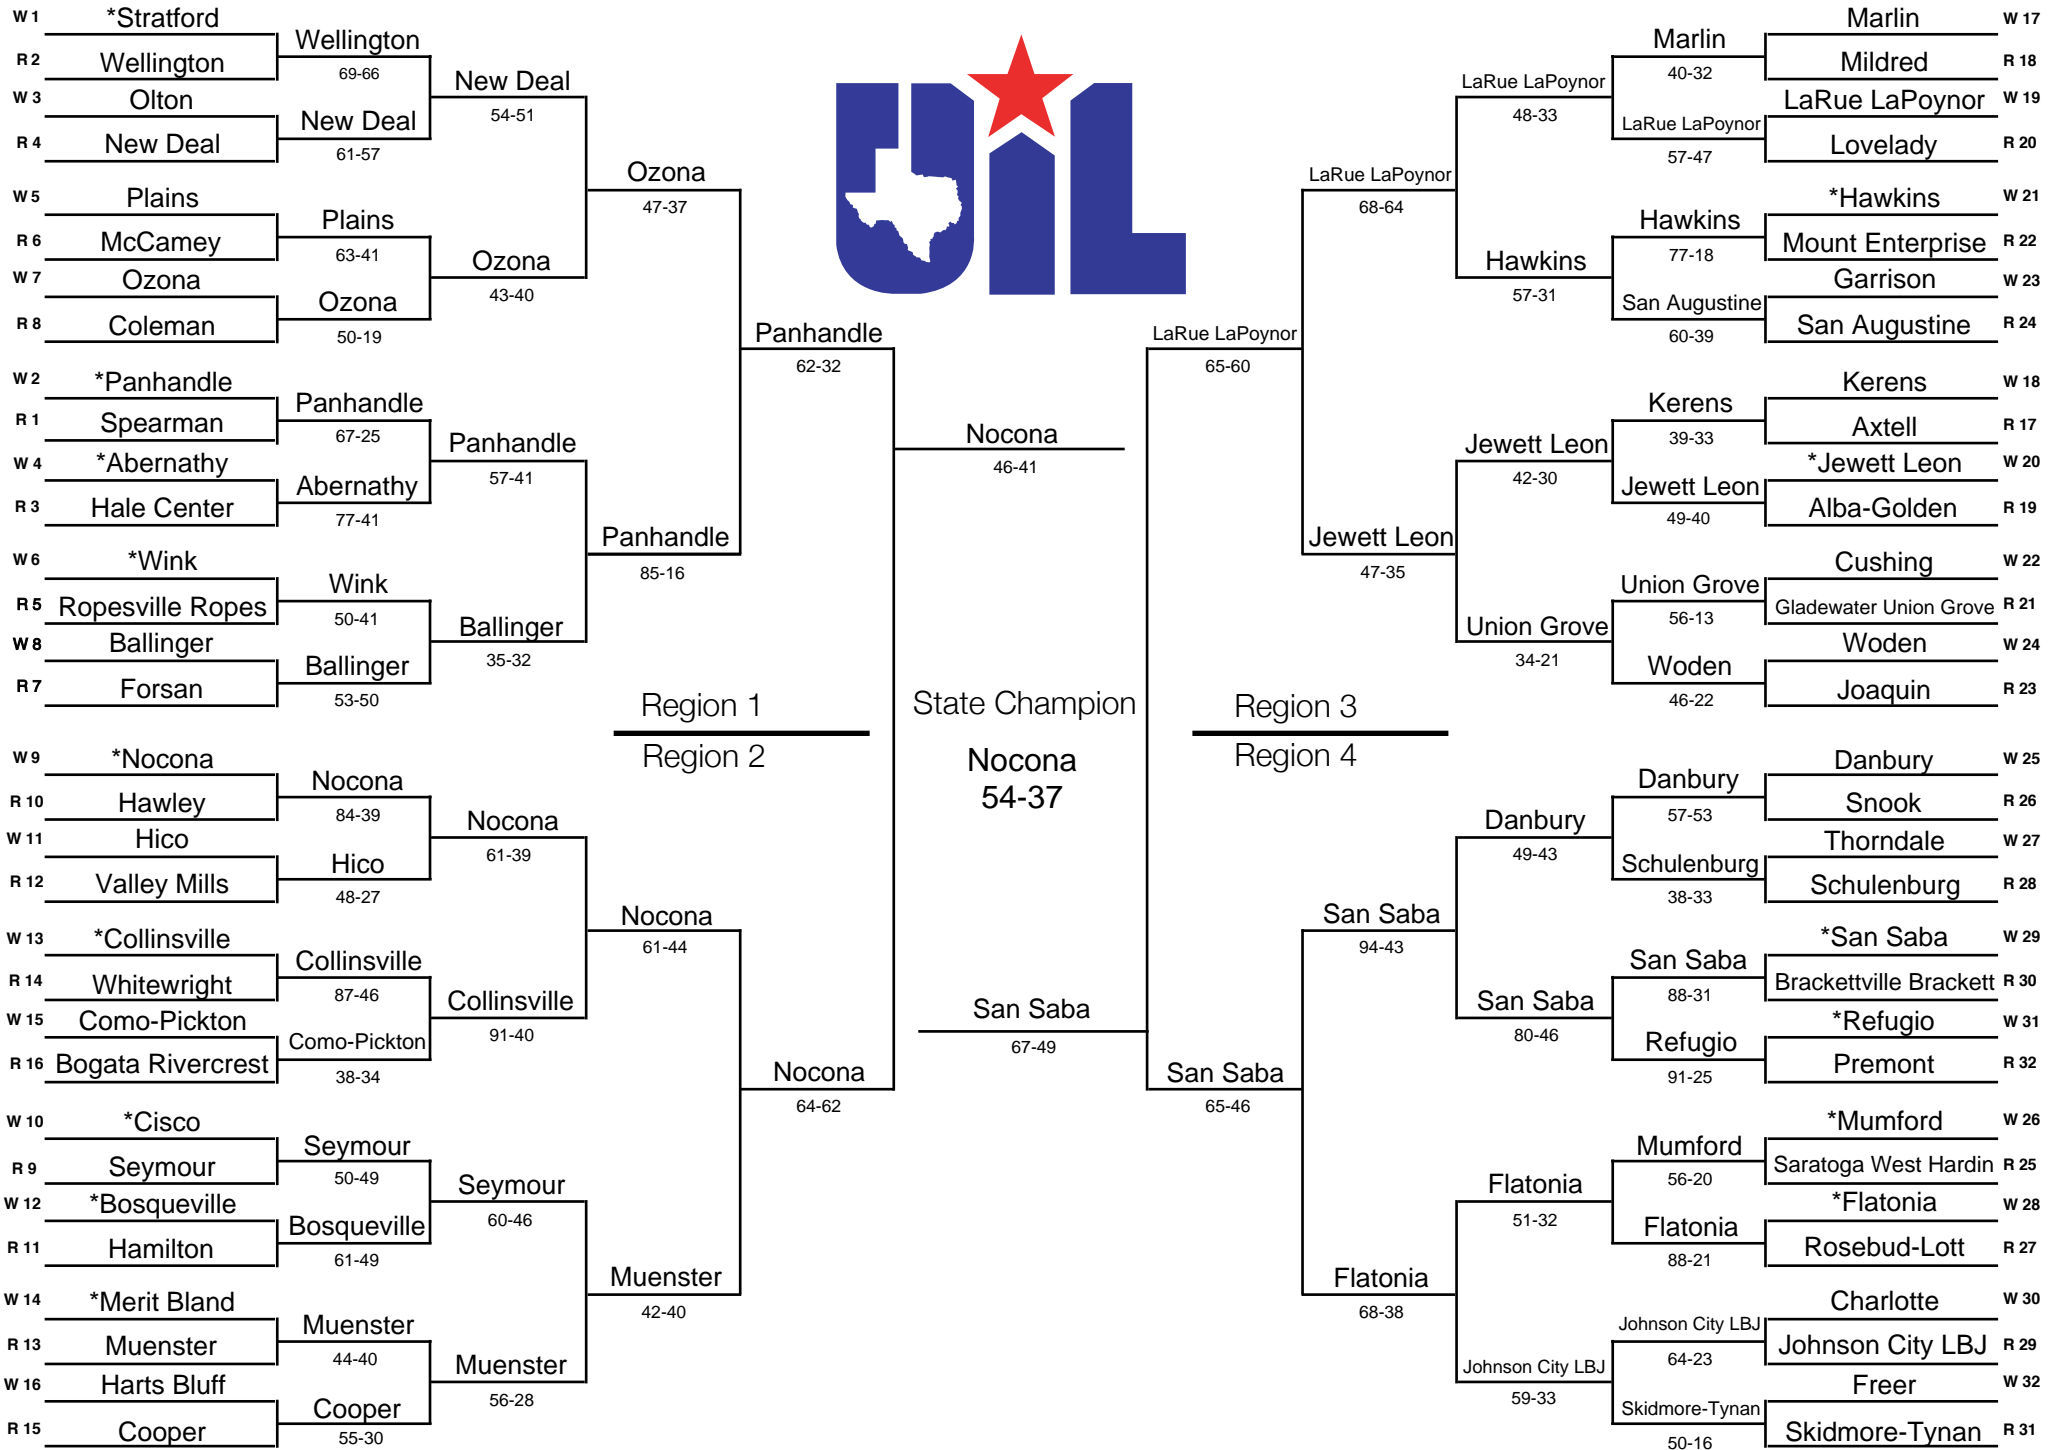 W 1 *Stratford
R 2 Wellington
W 3 Olton
R 4 New Deal
W 5 Plains
R 6 McCamey
W 7 Ozona
R 8 Coleman
W 2 *Panhandle
R 1 Spearman
W 4 *Abernathy
R 3 Hale Center
W 6 *Wink
R 5 Ropesville Ropes
W 8 Ballinger
R 7 Forsan
W 9 *Nocona
R 10 Hawley
W 11 Hico
R 12 Valley Mills
W 13 *Collinsville
R 14 Whitewright
W 15 Como-Pickton
R 16 Bogata Rivercrest
W 10 *Cisco
R 9 Seymour
W 12 *Bosqueville
R 11 Hamilton
W 14 *Merit Bland
R 13 Muenster
W 16 Harts Bluff
R 15 Cooper
Wellington
69-66
New Deal
61-57
Plains
63-41
Ozona
50-19
Panhandle
67-25
Abernathy
77-41
Wink
50-41
Ballinger
53-50
Nocona
84-39
Hico
48-27
Collinsville
87-46
Como-Pickton
38-34
Seymour
50-49
Bosqueville
61-49
Muenster
44-40
Cooper
55-30
New Deal
54-51
Ozona
43-40
Panhandle
57-41
Ballinger
35-32
Nocona
61-39
Collinsville
91-40
Seymour
60-46
Muenster
56-28
Ozona
47-37
Panhandle
85-16
Nocona
61-44
Muenster
42-40
Panhandle
62-32
Nocona
64-62
Region 1
Region 2
UIL
Nocona
46-41
State Champion
Nocona
54-37
San Saba
67-49
Region 3
Region 4
LaRue LaPoynor
65-60
San Saba
65-46
LaRue LaPoynor
68-64
Jewett Leon
47-35
San Saba
94-43
Flatonia
68-38
LaRue LaPoynor
48-33
Hawkins
57-31
Jewett Leon
42-30
Union Grove
34-21
Danbury
49-43
San Saba
80-46
Flatonia
51-32
Johnson City LBJ
59-33
Marlin
40-32
LaRue LaPoynor
57-47
Hawkins
77-18
San Augustine
60-39
Kerens
39-33
Jewett Leon
49-40
Union Grove
56-13
Woden
46-22
Danbury
57-53
Schulenburg
38-33
San Saba
88-31
Refugio
91-25
Mumford
56-20
Flatonia
88-21
Johnson City LBJ
64-23
Skidmore-Tynan
50-16
Marlin W 17
Mildred R 18
LaRue LaPoynor W 19
Lovelady R 20
*Hawkins W 21
Mount Enterprise R 22
Garrison W 23
San Augustine R 24
Kerens W 18
Axtell R 17
*Jewett Leon W 20
Alba-Golden R 19
Cushing W 22
Gladewater Union Grove R 21
Woden W 24
Joaquin R 23
Danbury W 25
Snook R 26
Thorndale W 27
Schulenburg R 28
*San Saba W 29
Brackettville Brackett R 30
*Refugio W 31
Premont R 32
*Mumford W 26
Saratoga West Hardin R 25
*Flatonia W 28
Rosebud-Lott R 27
Charlotte W 30
Johnson City LBJ R 29
Freer W 32
Skidmore-Tynan R 31